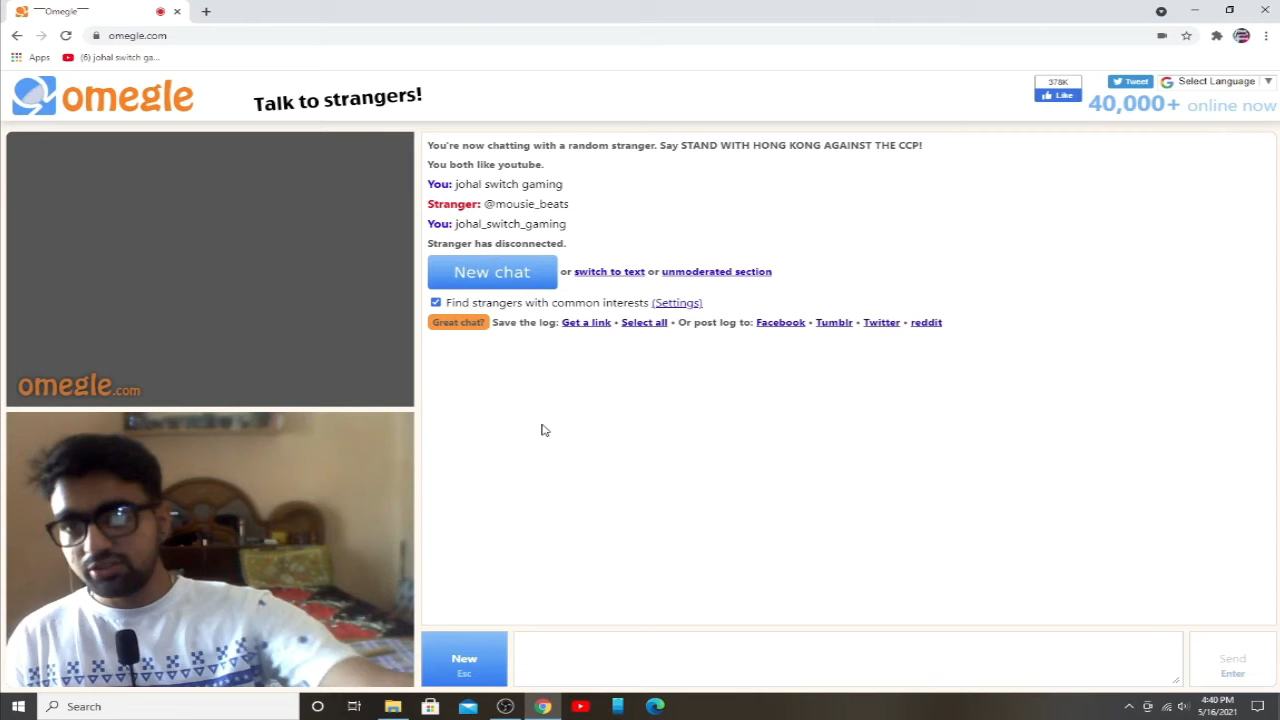 Omegle
omegle.com
Apps
(6) johal switch ga...
omegle
Talk to strangers!
378K
Like
Tweet
Select Language
40,000+ online now
You're now chatting with a random stranger. Say STAND WITH HONG KONG AGAINST THE CCP!
You both like youtube.
You: johal switch gaming
Stranger: @mousie_beats
You: johal_switch_gaming
Stranger has disconnected.
New chat or switch to text or unmoderated section
Find strangers with common interests (Settings)
Great chat? Save the log: Get a link • Select all • Or post log to: Facebook • Tumblr • Twitter • reddit
omegle.com
New
Esc
Send
Enter
Search
4:40 PM
5/16/2021